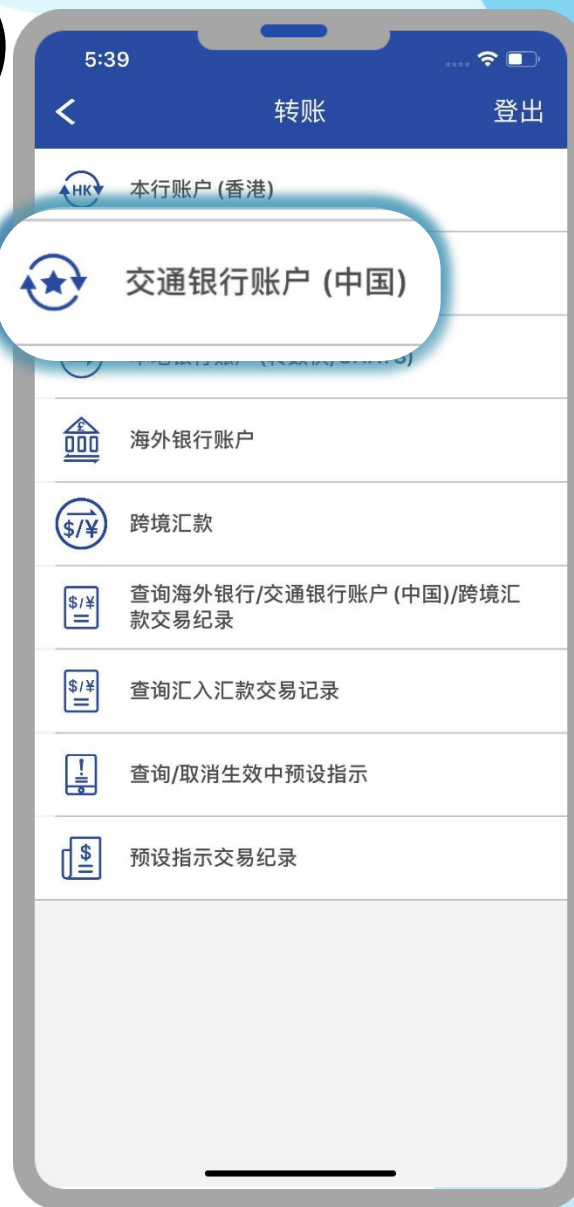 5:39
转账
登出
HK
本行账户 (香港)
交通银行账户 (中国)
£
海外银行账户
$/¥
跨境汇款
$/¥
查询海外银行/交通银行账户 (中国)/跨境汇
款交易纪录
$/¥
查询汇入汇款交易记录
!
查询/取消生效中预设指示
$
预设指示交易纪录